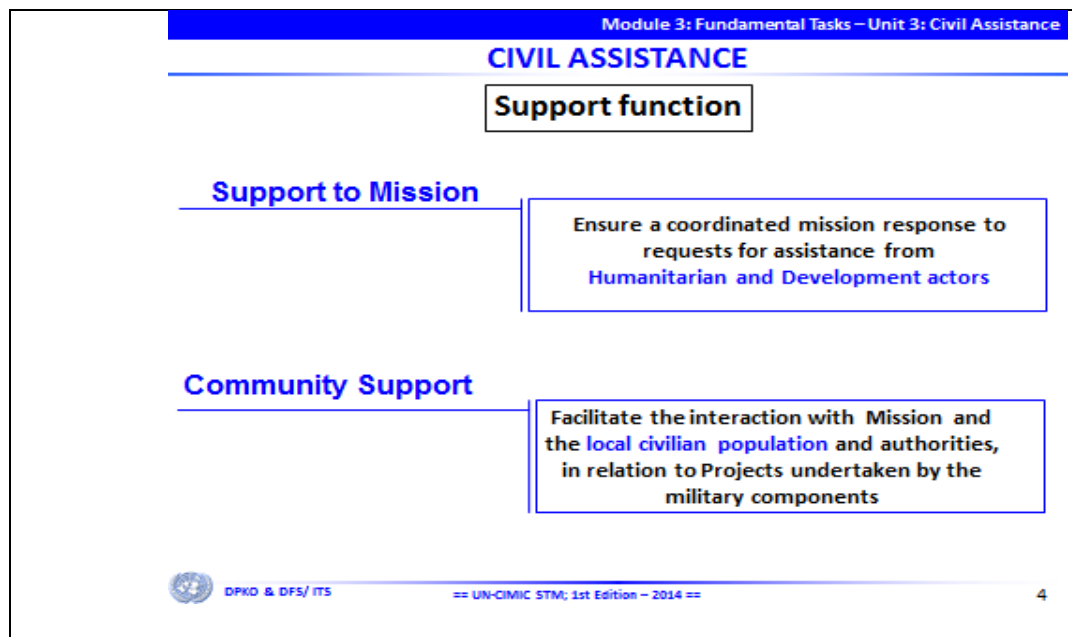 Module 3: Fundamental Tasks – Unit 3: Civil Assistance
CIVIL ASSISTANCE
Support function
Support to Mission
Ensure a coordinated mission response to
requests for assistance from
Humanitarian and Development actors
Community Support
Facilitate the interaction with Mission and
the local civilian population and authorities,
in relation to Projects undertaken by the
military components
DPKO & DFS/ ITS
== UN-CIMIC STM; 1st Edition – 2014 ==
4